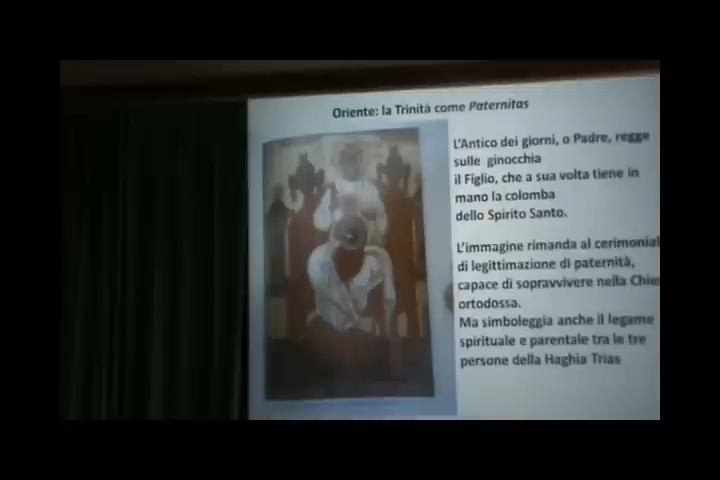 Oriente: la Trinità come Paternitas
L'Antico dei giorni, o Padre, regge
sulle ginocchia
il Figlio, che a sua volta tiene in
mano la colomba
dello Spirito Santo.
L'immagine rimanda al cerimonial
di legittimazione di paternità,
capace di sopravvivere nella Chie
ortodossa.
Ma simboleggia anche il legame
spirituale e parentale tra le tre
persone della Haghia Trias